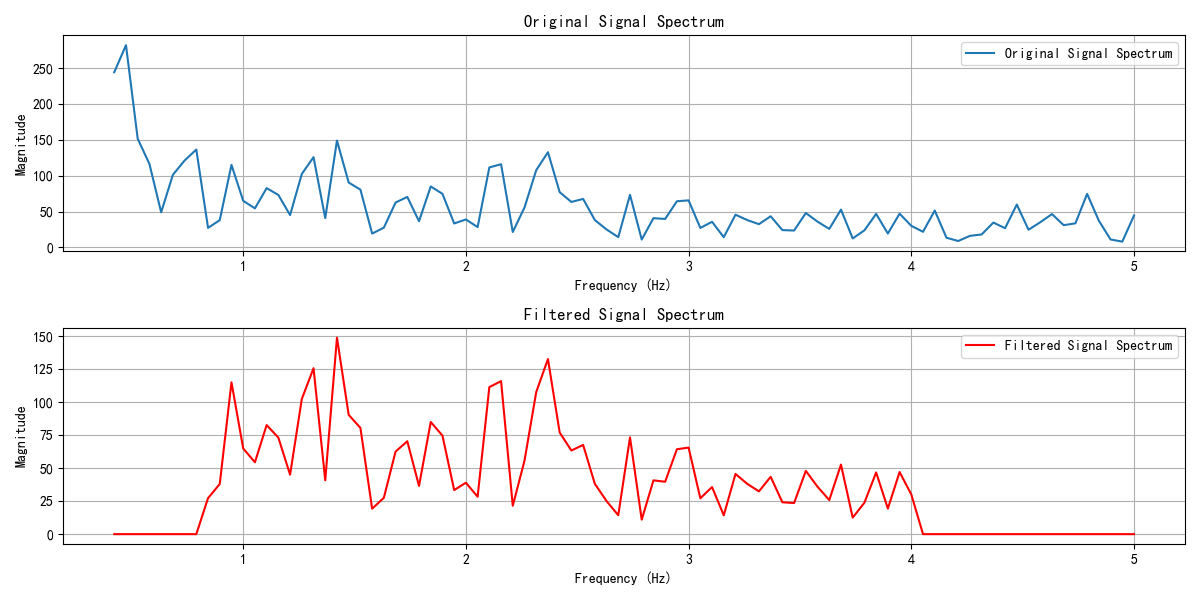 Original Signal Spectrum
Original Signal Spectrum
Magnitude
250
200
150
100
50
0
1 2 3 4 5
Frequency (Hz)
Filtered Signal Spectrum
Filtered Signal Spectrum
Magnitude
150
125
100
75
50
25
0
1 2 3 4 5
Frequency (Hz)